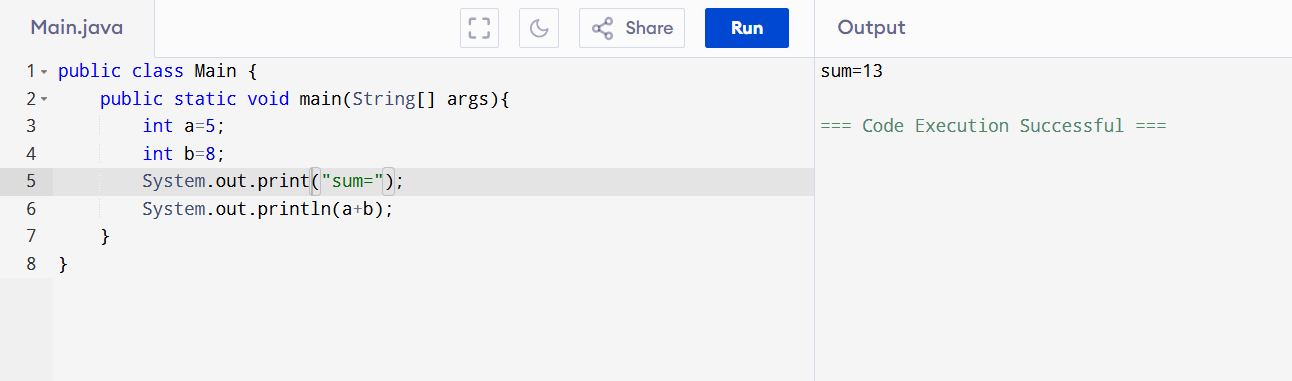 Main.java
Share
Run
Output
1 public class Main {
2 public static void main(String[] args){
3 int a=5;
4 int b=8;
5 System.out.print("sum=");
6 System.out.println(a+b);
7 }
8 }
sum=13
=== Code Execution Successful ===